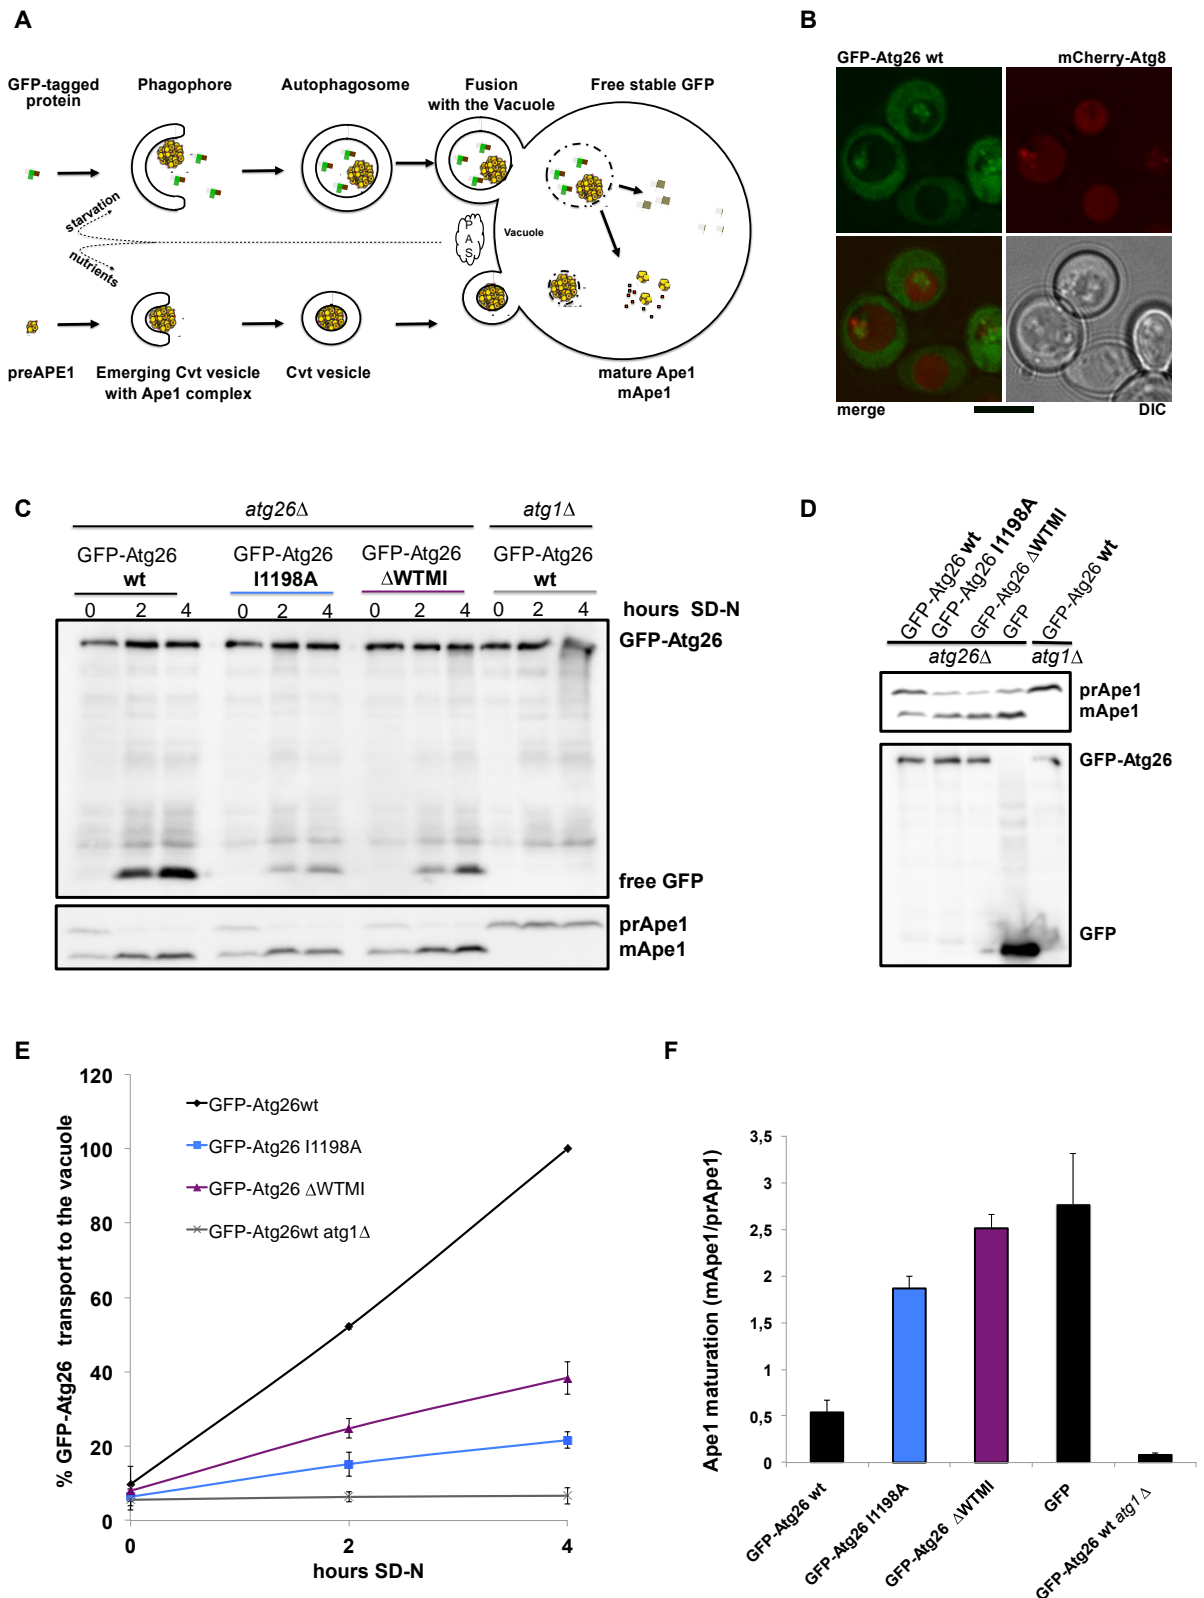 A
GFP-tagged protein
Phagophore
Autophagosome
Fusion with the Vacuole
Free stable GFP
starvation
nutrients
PAS
Vacuole
preAPE1
Emerging Cvt vesicle with Ape1 complex
Cvt vesicle
mature Ape1
mApe1
B
GFP-Atg26 wt
mCherry-Atg8
merge
DIC
C
atg26Δ
atg1Δ
GFP-Atg26 wt
GFP-Atg26 I1198A
GFP-Atg26 ΔWTMI
GFP-Atg26 wt
0 2 4 0 2 4 0 2 4 0 2 4
hours SD-N
GFP-Atg26
free GFP
prApe1
mApe1
D
GFP-Atg26 wt
GFP-Atg26 I1198A
GFP-Atg26 ΔWTMI
GFP
GFP-Atg26 wt
atg26Δ
atg1Δ
prApe1
mApe1
GFP-Atg26
GFP
E
% GFP-Atg26 transport to the vacuole
120
100
80
60
40
20
0
GFP-Atg26wt
GFP-Atg26 I1198A
GFP-Atg26 ΔWTMI
GFP-Atg26wt atg1Δ
0 2 4
hours SD-N
F
Ape1 maturation (mApe1/prApe1)
3,5
3
2,5
2
1,5
1
0,5
0
GFP-Atg26 wt
GFP-Atg26 I1198A
GFP-Atg26 ΔWTMI
GFP
GFP-Atg26 wt atg1 Δ